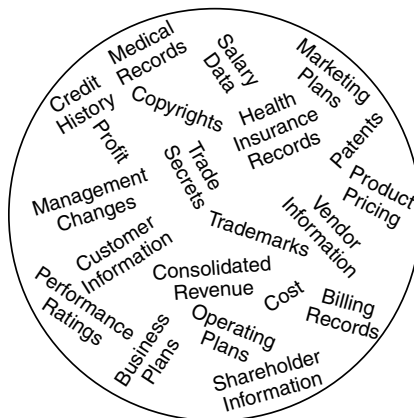 Medical
Records
Salary
Data
Marketing
Plans
Credit
History
Copyrights
Health
Insurance
Records
Profit
Patents
Trade
Secrets
Product
Pricing
Management
Changes
Vendor
Information
Trademarks
Customer
Information
Consolidated
Revenue
Cost
Billing
Records
Performance
Ratings
Business
Plans
Operating
Plans
Shareholder
Information